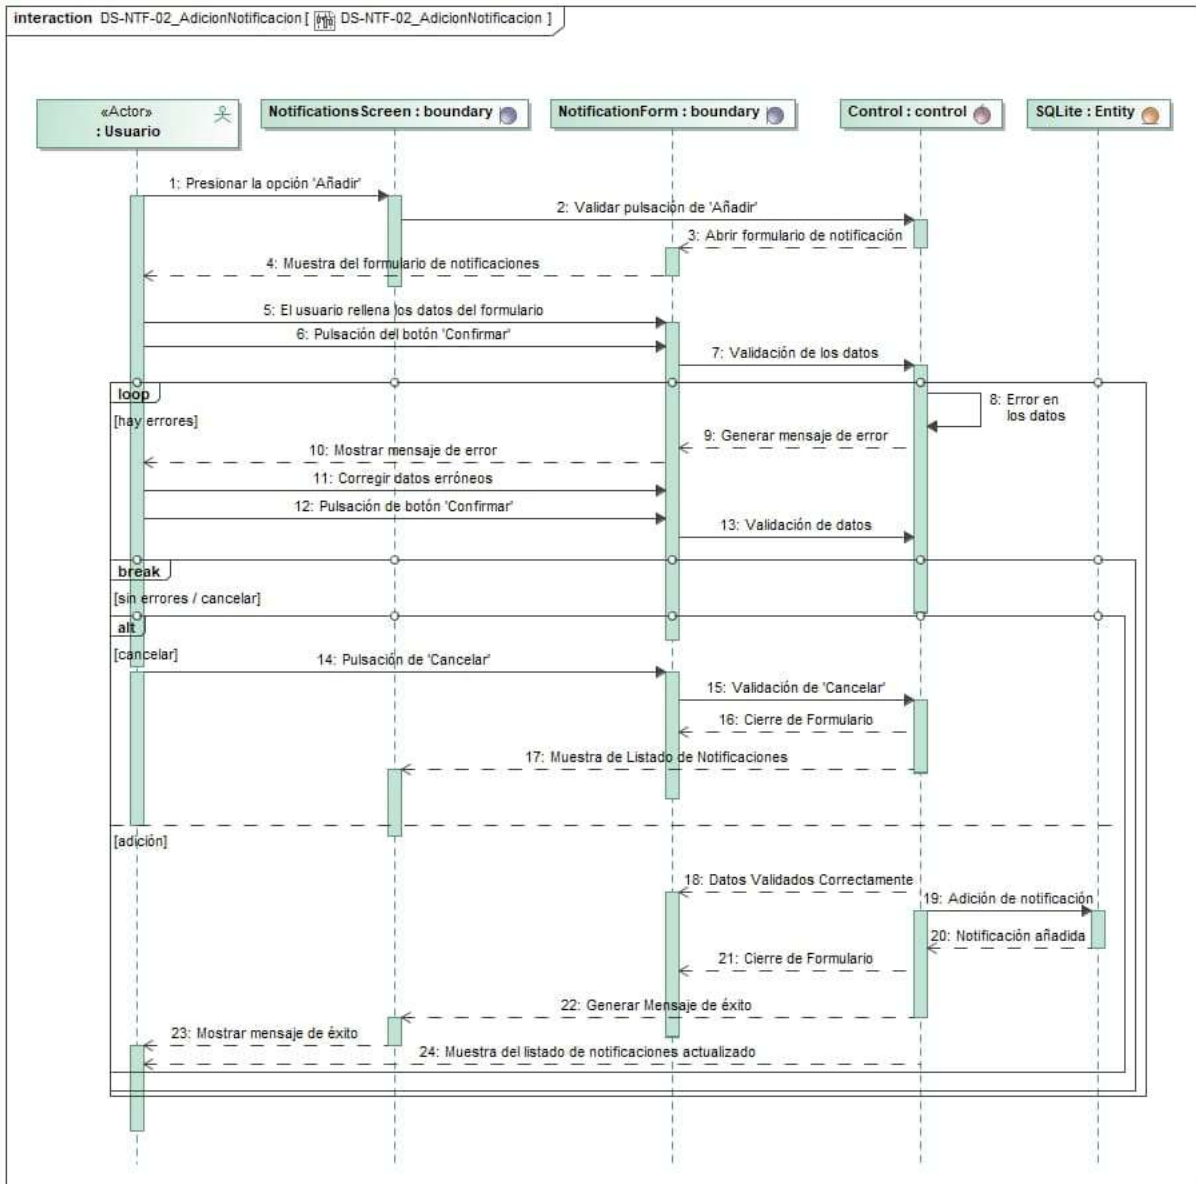 interaction DS-NTF-02_AdicionNotificacion [ DS-NTF-02_AdicionNotificacion ]
«Actor»
: Usuario
NotificationsScreen : boundary
NotificationForm : boundary
Control : control
SQLite : Entity
1: Presionar la opción 'Añadir'
2: Validar pulsación de 'Añadir'
3: Abrir formulario de notificación
4: Muestra del formulario de notificaciones
5: El usuario rellena los datos del formulario
6: Pulsación del botón 'Confirmar'
7: Validación de los datos
loop
[hay errores]
8: Error en
los datos
9: Generar mensaje de error
10: Mostrar mensaje de error
11: Corregir datos erróneos
12: Pulsación de botón 'Confirmar'
13: Validación de datos
break
[sin errores / cancelar]
alt
[cancelar]
14: Pulsación de 'Cancelar'
15: Validación de 'Cancelar'
16: Cierre de Formulario
17: Muestra de Listado de Notificaciones
[adición]
18: Datos Validados Correctamente
19: Adición de notificación
20: Notificación añadida
21: Cierre de Formulario
22: Generar Mensaje de éxito
23: Mostrar mensaje de éxito
24: Muestra del listado de notificaciones actualizado